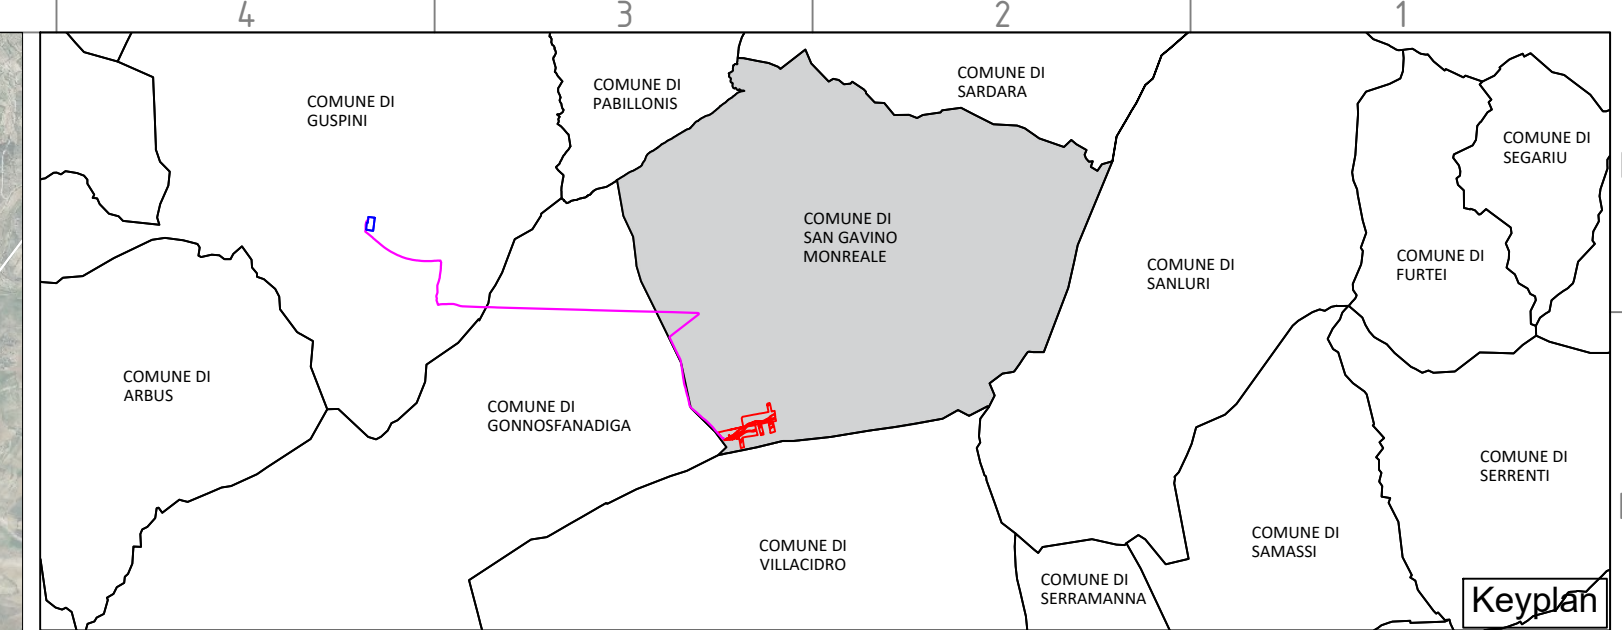 4 3 2 1
COMUNE DI
GUSPINI
COMUNE DI
PABILLONIS
COMUNE DI
SARDARA
COMUNE DI
SEGARIU
COMUNE DI
SAN GAVINO
MONREALE
COMUNE DI
SANLURI
COMUNE DI
FURTEI
COMUNE DI
ARBUS
COMUNE DI
GONNOSFANADIGA
COMUNE DI
SERRENTI
COMUNE DI
VILLACIDRO
COMUNE DI
SAMASSI
COMUNE DI
SERRAMANNA
Keyplan